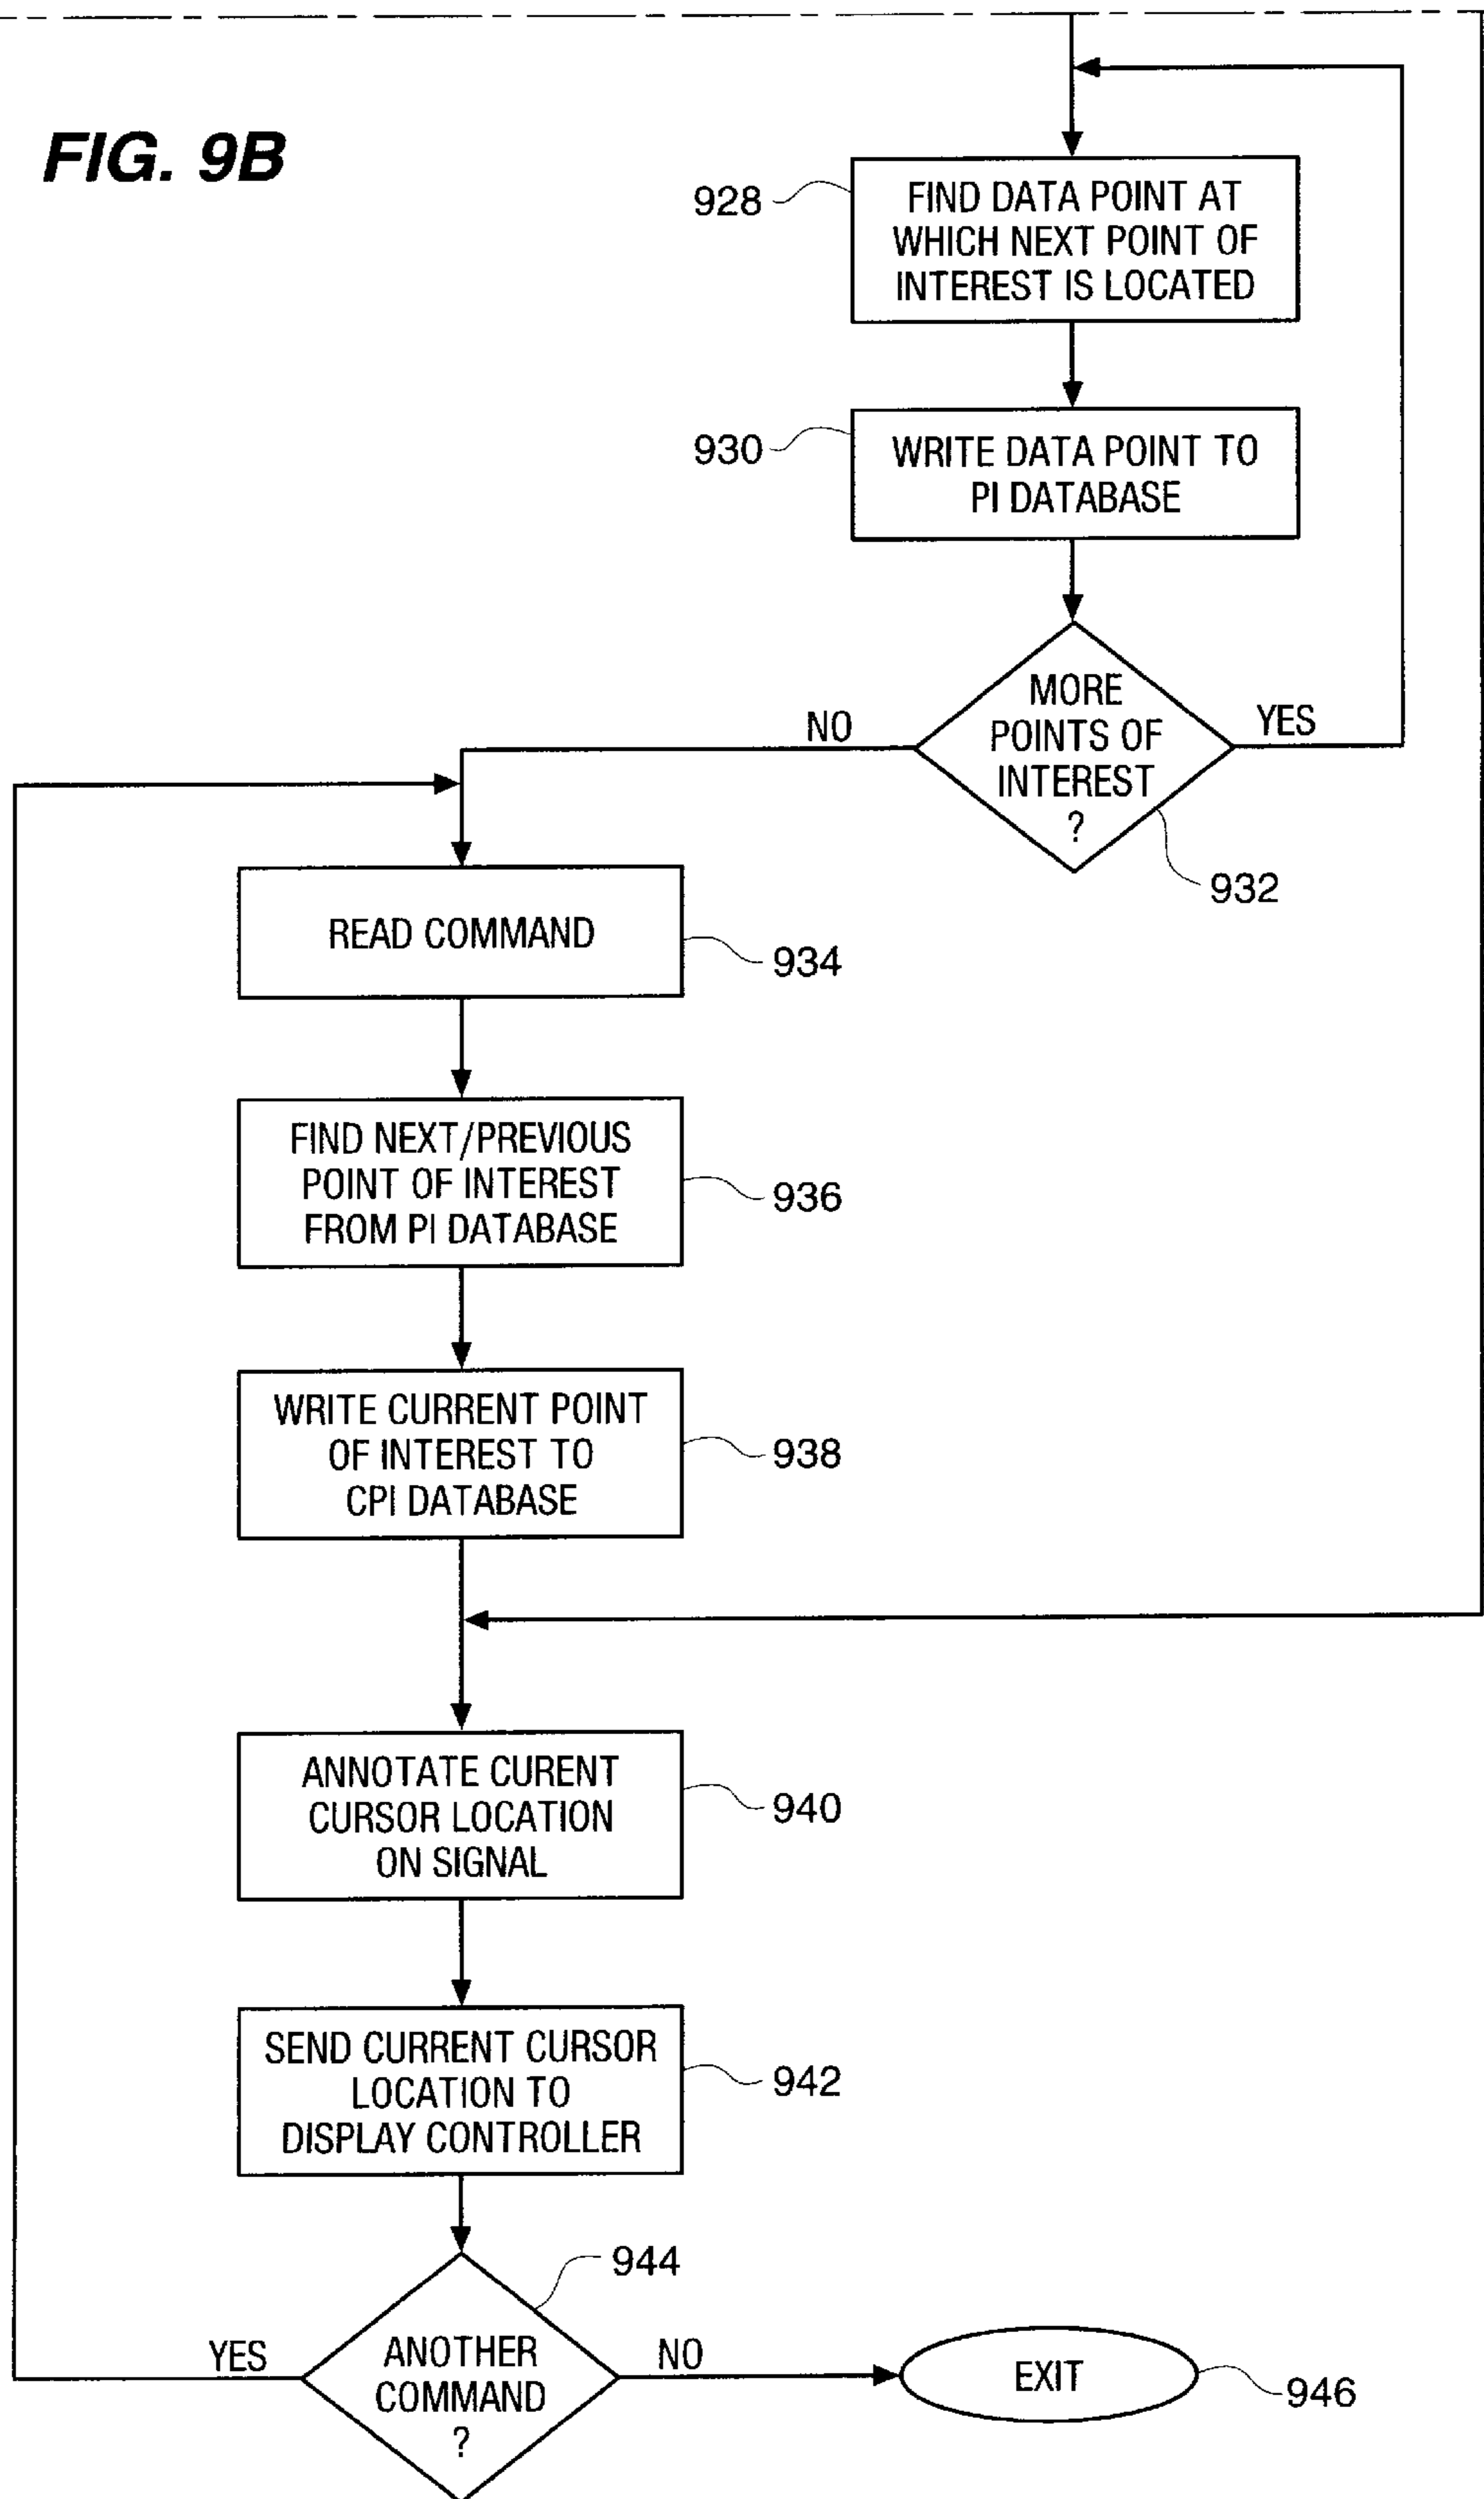 FIG. 9B
928
FIND DATA POINT AT
WHICH NEXT POINT OF
INTEREST IS LOCATED
930
WRITE DATA POINT TO
PI DATABASE
MORE
POINTS OF
INTEREST
?
NO
YES
932
READ COMMAND
934
FIND NEXT/PREVIOUS
POINT OF INTEREST
FROM PI DATABASE
936
WRITE CURRENT POINT
OF INTEREST TO
CPI DATABASE
938
ANNOTATE CURENT
CURSOR LOCATION
ON SIGNAL
940
SEND CURRENT CURSOR
LOCATION TO
DISPLAY CONTROLLER
942
944
ANOTHER
COMMAND
?
YES
NO
EXIT
946